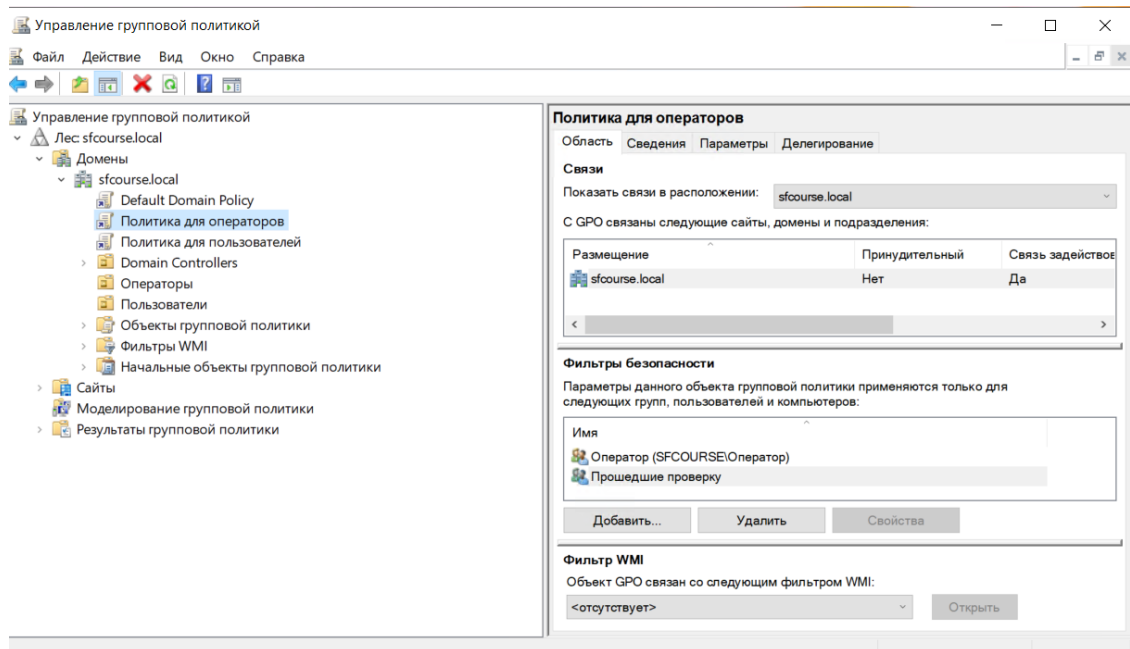 Управление групповой политикой
Файл Действие Вид Окно Справка
Управление групповой политикой
Лес: sfcourse.local
Домены
sfcourse.local
Default Domain Policy
Политика для операторов
Политика для пользователей
Domain Controllers
Операторы
Пользователи
Объекты групповой политики
Фильтры WMI
Начальные объекты групповой политики
Сайты
Моделирование групповой политики
Результаты групповой политики
Политика для операторов
Область Сведения Параметры Делегирование
Связи
Показать связи в расположении: sfcourse.local
С GPO связаны следующие сайты, домены и подразделения:
Размещение Принудительный Связь задействов
sfcourse.local Нет Да
Фильтры безопасности
Параметры данного объекта групповой политики применяются только для
следующих групп, пользователей и компьютеров:
Имя
Оператор (SFCOURSE\Оператор)
Прошедшие проверку
Добавить... Удалить Свойства
Фильтр WMI
Объект GPO связан со следующим фильтром WMI:
<отсутствует> Открыть